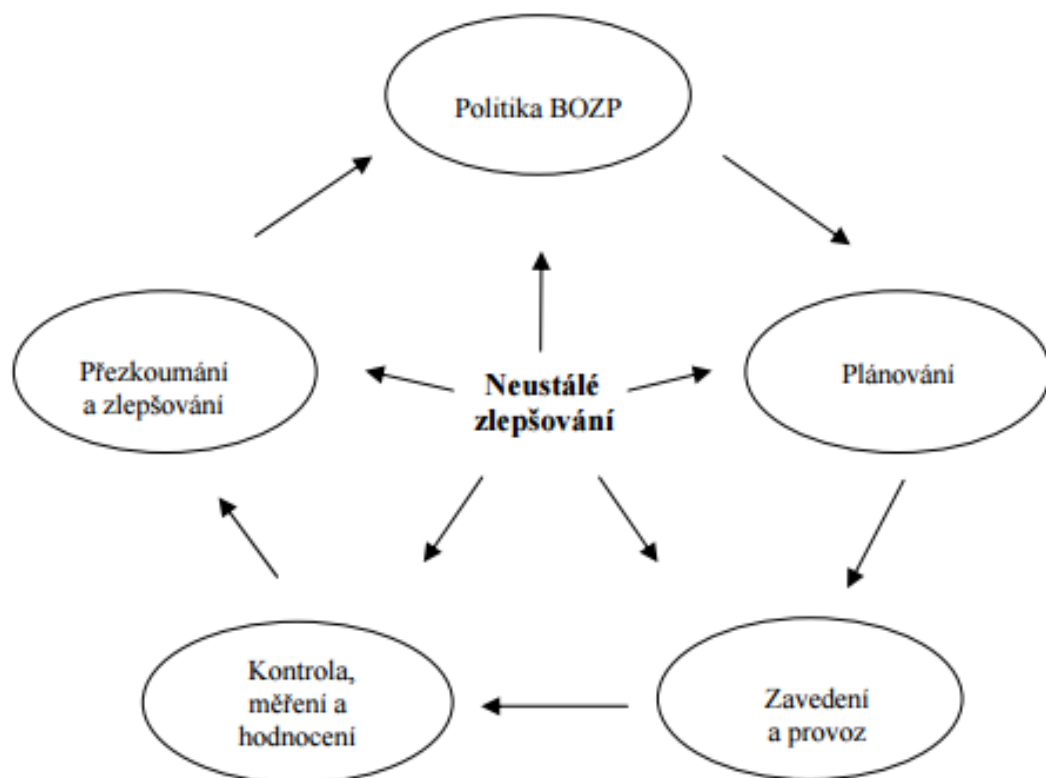 Politika BOZP
Přezkoumání
a zlepšování
Neustálé
zlepšování
Plánování
Kontrola,
měření a
hodnocení
Zavedení
a provoz